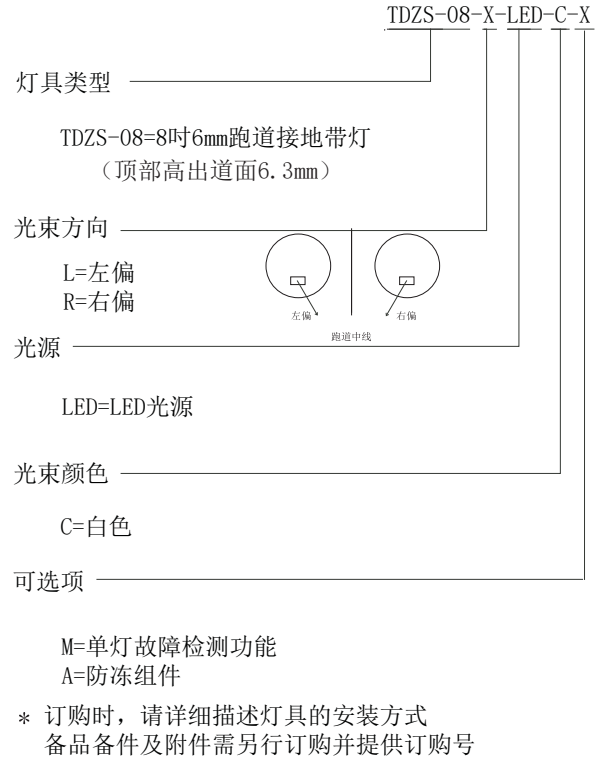 TDZS-08-X-LED-C-X
灯具类型
TDZS-08=8吋6mm跑道接地带灯
（顶部高出道面6.3mm）
光束方向
L=左偏
R=右偏
左偏
右偏
跑道中线
光源
LED=LED光源
光束颜色
C=白色
可选项
M=单灯故障检测功能
A=防冻组件
* 订购时，请详细描述灯具的安装方式
备品备件及附件需另行订购并提供订购号